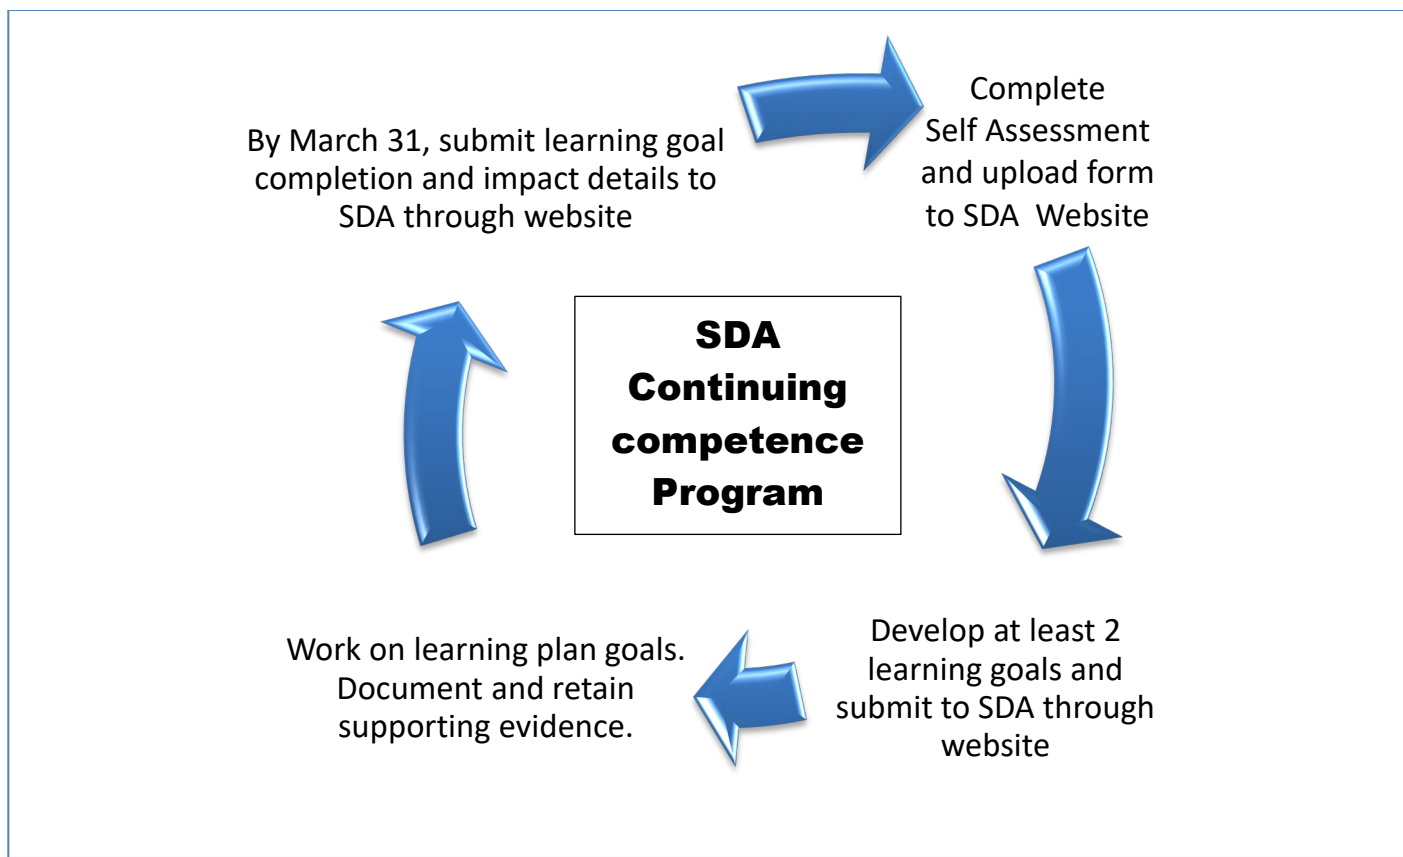 By March 31, submit learning goal
completion and impact details to
SDA through website
Complete
Self Assessment
and upload form
to SDA  Website
SDA
Continuing
competence
Program
Develop at least 2
learning goals and
submit to SDA through
website
Work on learning plan goals.
Document and retain
supporting evidence.